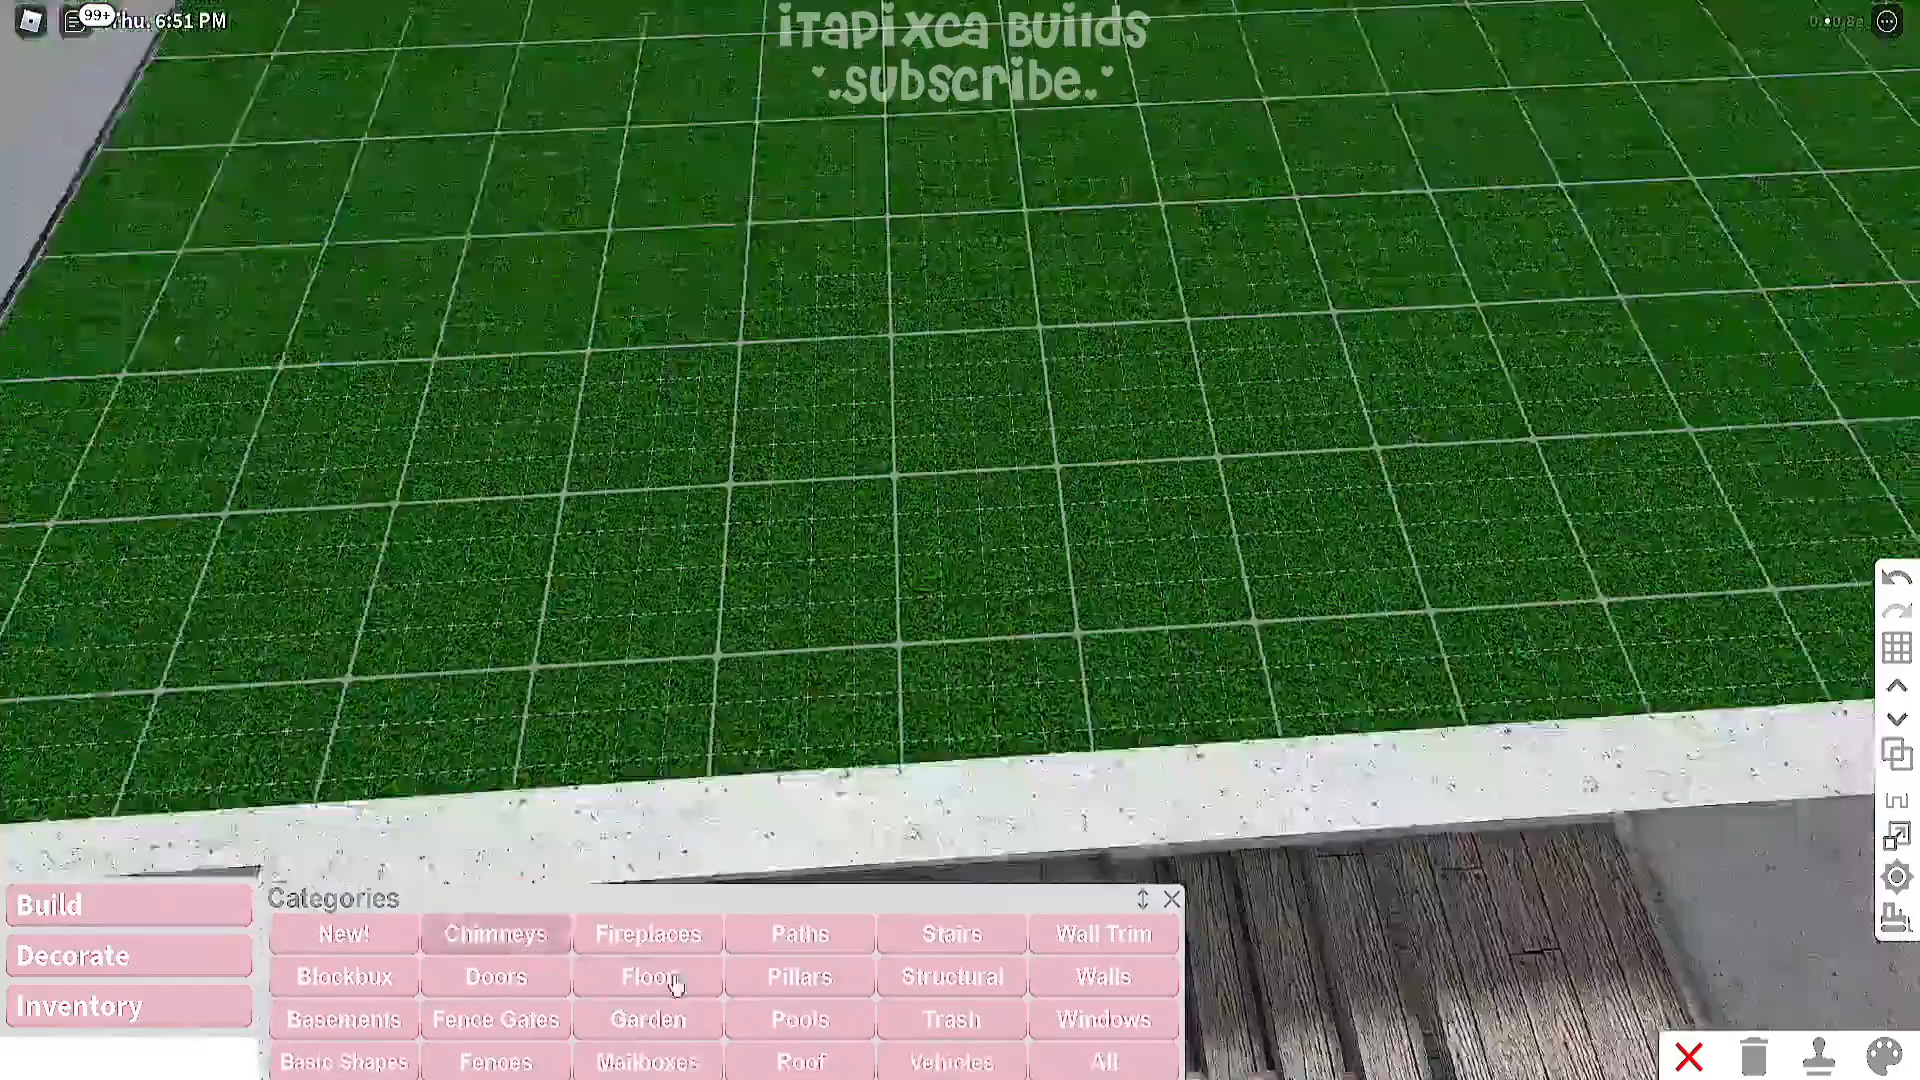 99+
Thu. 6:51 PM
iTapixca Builds
.subscribe.
Build
Decorate
Inventory
Categories
New! Chimneys Fireplaces Paths Stairs Wall Trim
Blockbux Doors Floor Pillars Structural Walls
Basements Fence Gates Garden Pools Trash Windows
Basic Shapes Fences Mailboxes Roof Vehicles All